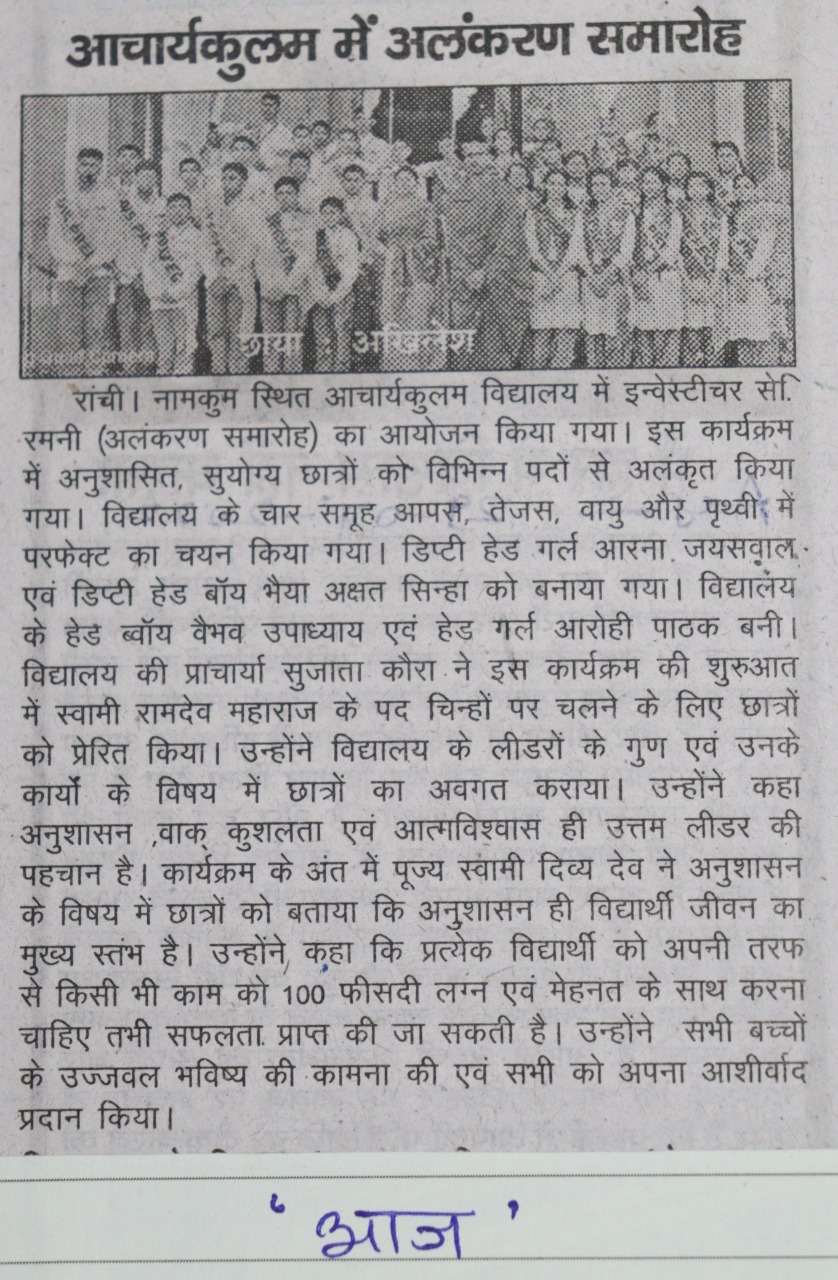 आचार्यकुलम में अलंकरण समारोह
छाया : अखिलेश
रांची। नामकुम स्थित आचार्यकुलम विद्यालय में इन्वेस्टीचर सेि.
रमनी (अलंकरण समारोह) का आयोजन किया गया। इस कार्यक्रम
में अनुशासित, सुयोग्य छात्रों को विभिन्न पदों से अलंकृत किया
गया। विद्यालय के चार समूह आपस, तेजस, वायु और पृथ्वी में
परफेक्ट का चयन किया गया। डिप्टी हेड गर्ल आरना जयसवाल
एवं डिप्टी हेड बॉय भैया अक्षत सिन्हा को बनाया गया। विद्यालय
के हेड ब्वॉय वैभव उपाध्याय एवं हेड गर्ल आरोही पाठक बनी।
विद्यालय की प्राचार्या सुजाता कौरा ने इस कार्यक्रम की शुरुआत
में स्वामी रामदेव महाराज के पद चिन्हों पर चलने के लिए छात्रों
को प्रेरित किया। उन्होंने विद्यालय के लीडरों के गुण एवं उनके
कार्यों के विषय में छात्रों का अवगत कराया। उन्होंने कहा
अनुशासन ,वाक् कुशलता एवं आत्मविश्वास ही उत्तम लीडर की
पहचान है। कार्यक्रम के अंत में पूज्य स्वामी दिव्य देव ने अनुशासन
के विषय में छात्रों को बताया कि अनुशासन ही विद्यार्थी जीवन का
मुख्य स्तंभ है। उन्होंने कहा कि प्रत्येक विद्यार्थी को अपनी तरफ
से किसी भी काम को 100 फीसदी लग्न एवं मेहनत के साथ करना
चाहिए तभी सफलता प्राप्त की जा सकती है। उन्होंने सभी बच्चों
के उज्जवल भविष्य की कामना की एवं सभी को अपना आशीर्वाद
प्रदान किया।
'आज'